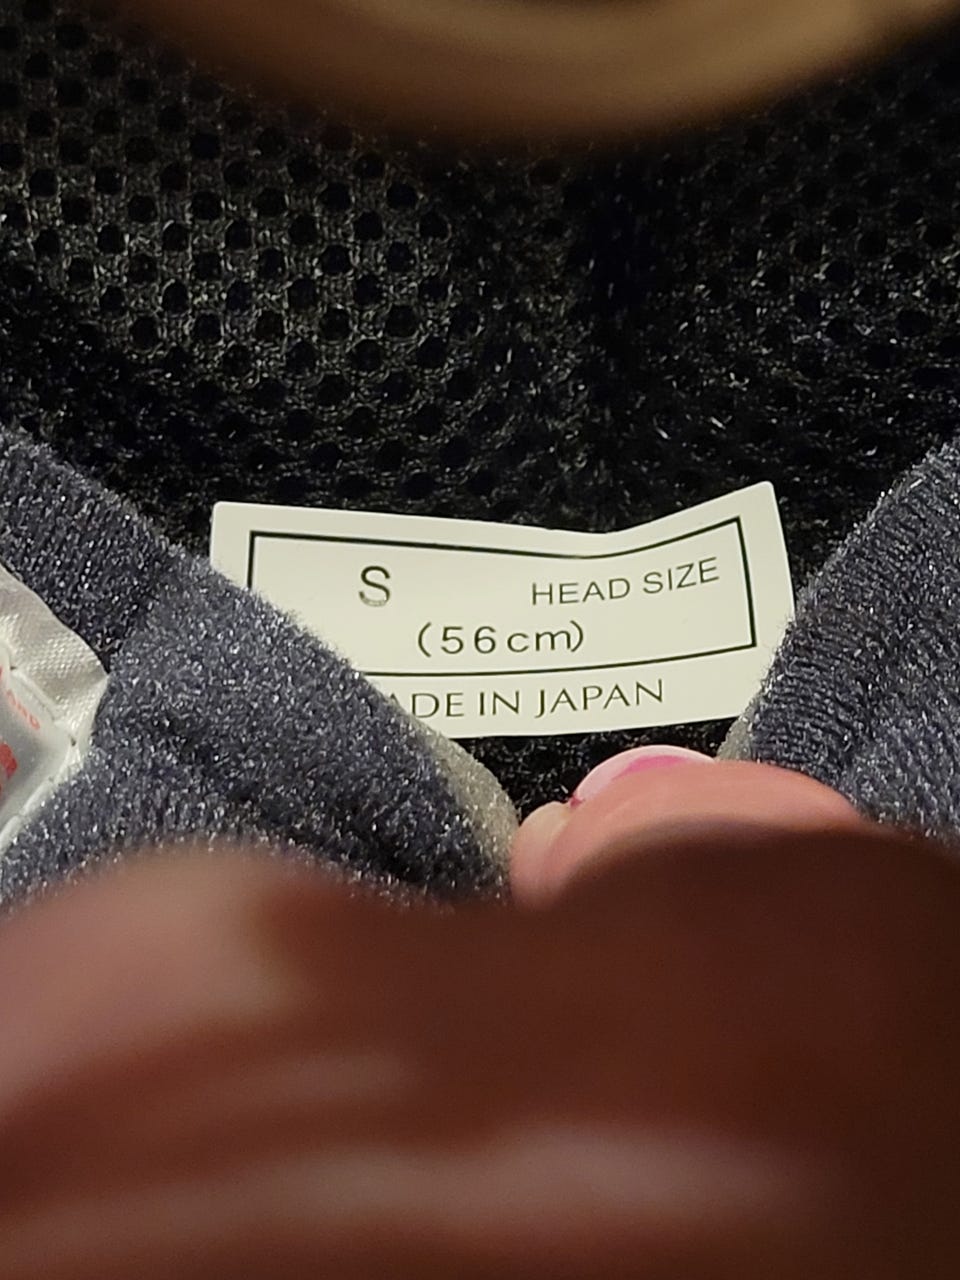 S HEAD SIZE
(56cm)
ADE IN JAPAN